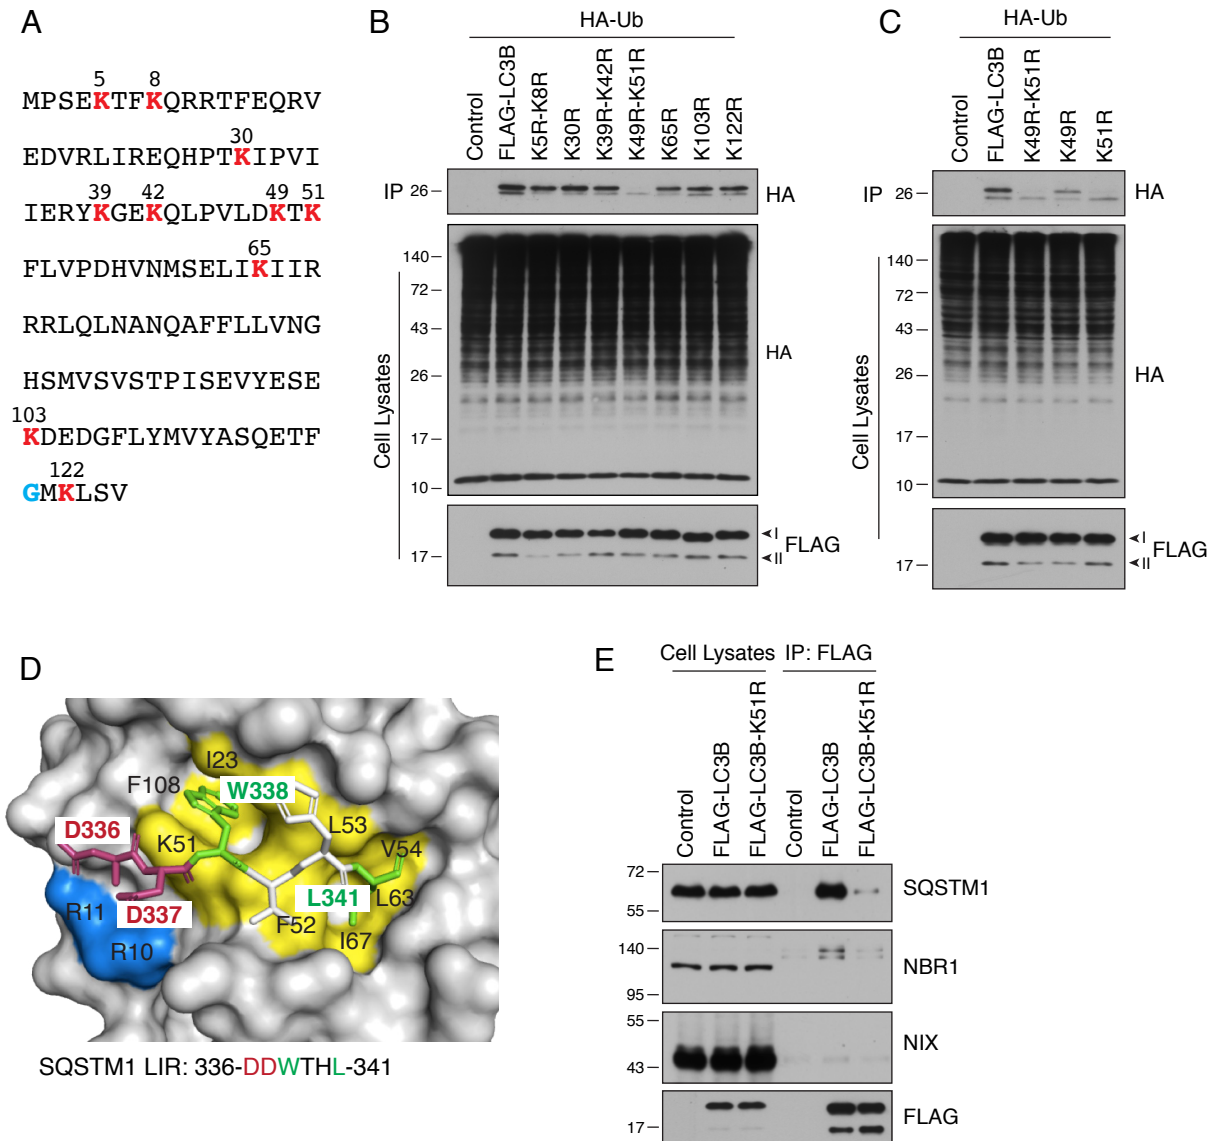 A
5 8
MPSEKTFKQRRTFEQRV
30
EDVRLIREQHPTKIPVI
39 42 49 51
IERYKGEKQLPVLDKTK
65
FLVPDHVNMSELIKIIR
RRLQLNANQAFFLLVNG
HSMVSVSTPISEVYESE
103
KDEDGFLYMVYASQETF
122
GMKLSV
B
HA-Ub
Control
FLAG-LC3B
K5R-K8R
K30R
K39R-K42R
K49R-K51R
K65R
K103R
K122R
IP 26 HA
140
72
43
26
17
10
HA
Cell Lysates
17
I
II
FLAG
C
HA-Ub
Control
FLAG-LC3B
K49R-K51R
K49R
K51R
IP 26 HA
140
72
43
26
17
10
HA
Cell Lysates
17
I
II
FLAG
D
I23
F108 W338
L53
D336 K51 V54
L341 L63
R11 D337 F52
R10 I67
SQSTM1 LIR: 336-DDWTHL-341
E
Cell Lysates IP: FLAG
Control
FLAG-LC3B
FLAG-LC3B-K51R
Control
FLAG-LC3B
FLAG-LC3B-K51R
72
55
SQSTM1
140
95
NBR1
55
43
NIX
17
FLAG